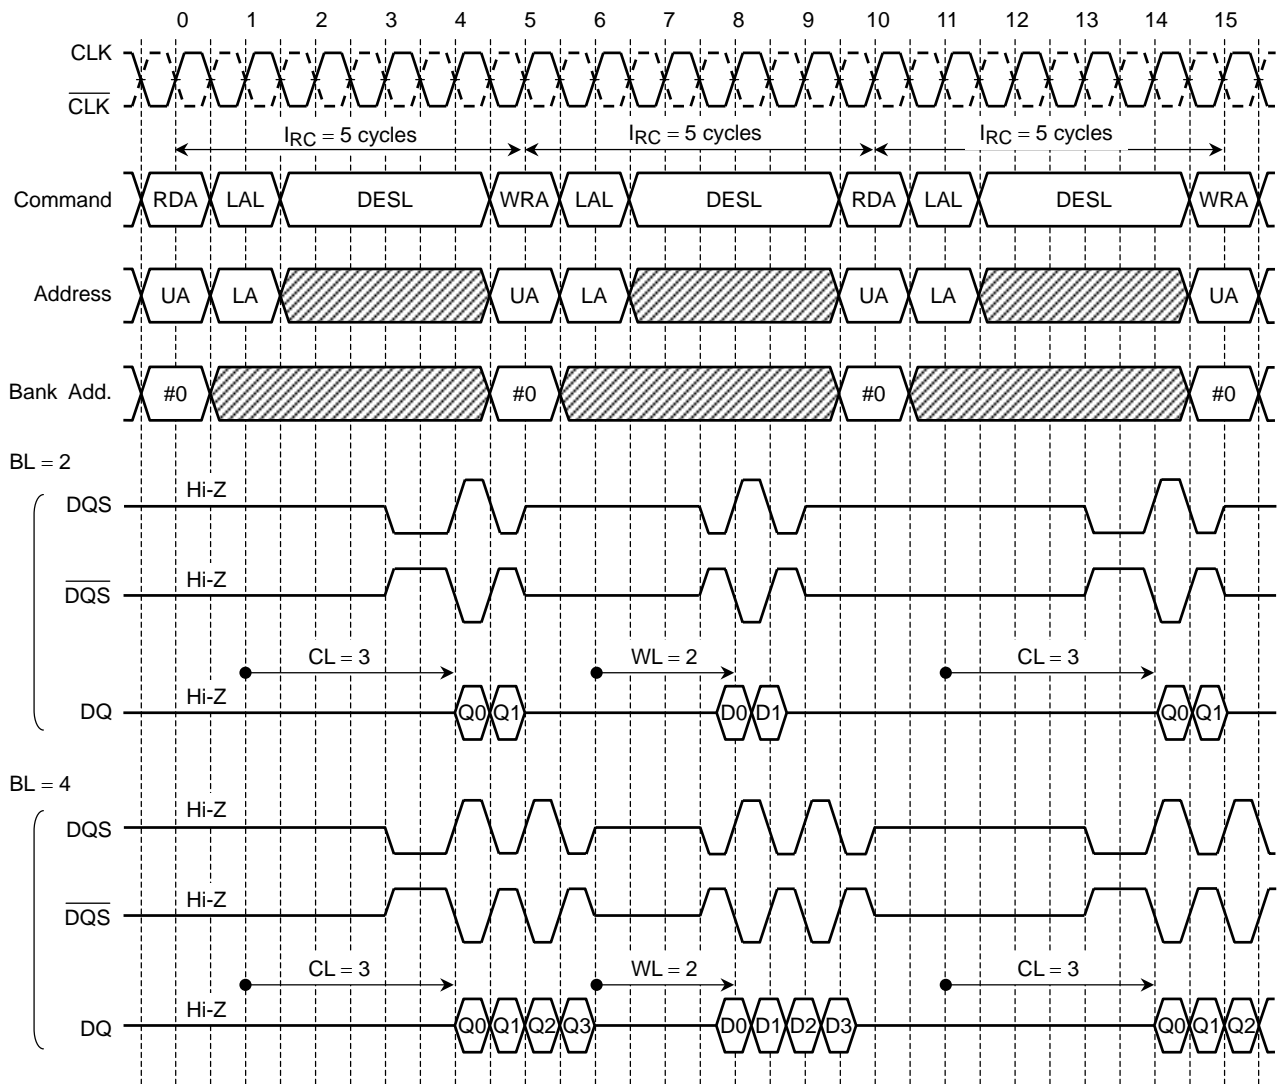 0 1 2 3 4 5 6 7 8 9 10 11 12 13 14 15
CLK
CLK
IRC = 5 cycles IRC = 5 cycles IRC = 5 cycles
Command RDA LAL DESL WRA LAL DESL RDA LAL DESL WRA
Address UA LA UA LA UA LA UA
Bank Add. #0 #0 #0 #0
BL = 2
DQS Hi-Z
DQS Hi-Z
CL = 3 WL = 2 CL = 3
DQ Hi-Z Q0 Q1 D0 D1 Q0 Q1
BL = 4
DQS Hi-Z
DQS Hi-Z
CL = 3 WL = 2 CL = 3
DQ Hi-Z Q0 Q1 Q2 Q3 D0 D1 D2 D3 Q0 Q1 Q2